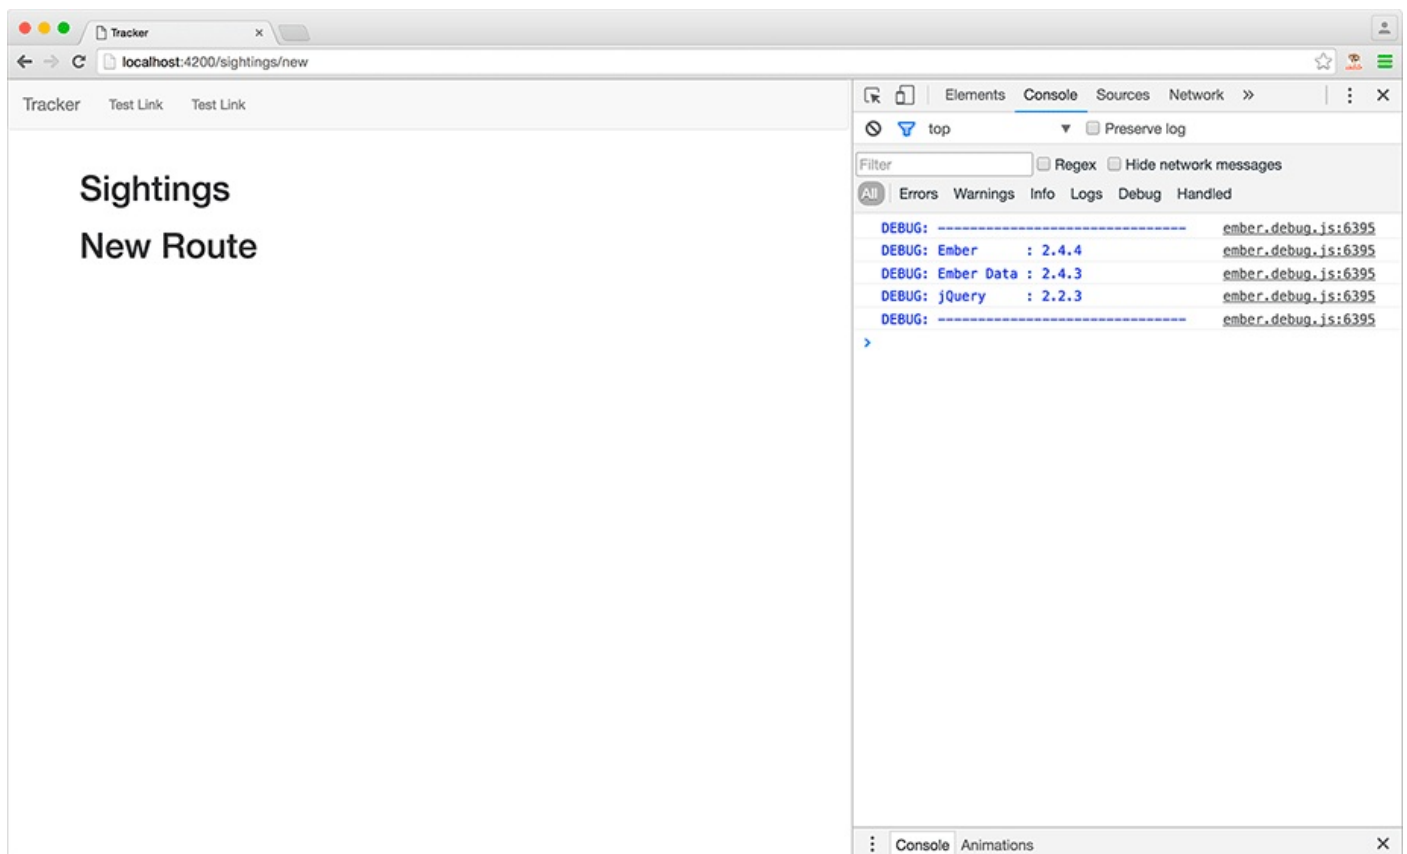 Tracker
localhost:4200/sightings/new
Tracker Test Link Test Link
Sightings
New Route
Elements Console Sources Network »
top Preserve log
Filter Regex Hide network messages
All Errors Warnings Info Logs Debug Handled
DEBUG: ------------------------------- ember.debug.js:6395
DEBUG: Ember : 2.4.4 ember.debug.js:6395
DEBUG: Ember Data : 2.4.3 ember.debug.js:6395
DEBUG: jQuery : 2.2.3 ember.debug.js:6395
DEBUG: ------------------------------- ember.debug.js:6395
Console Animations